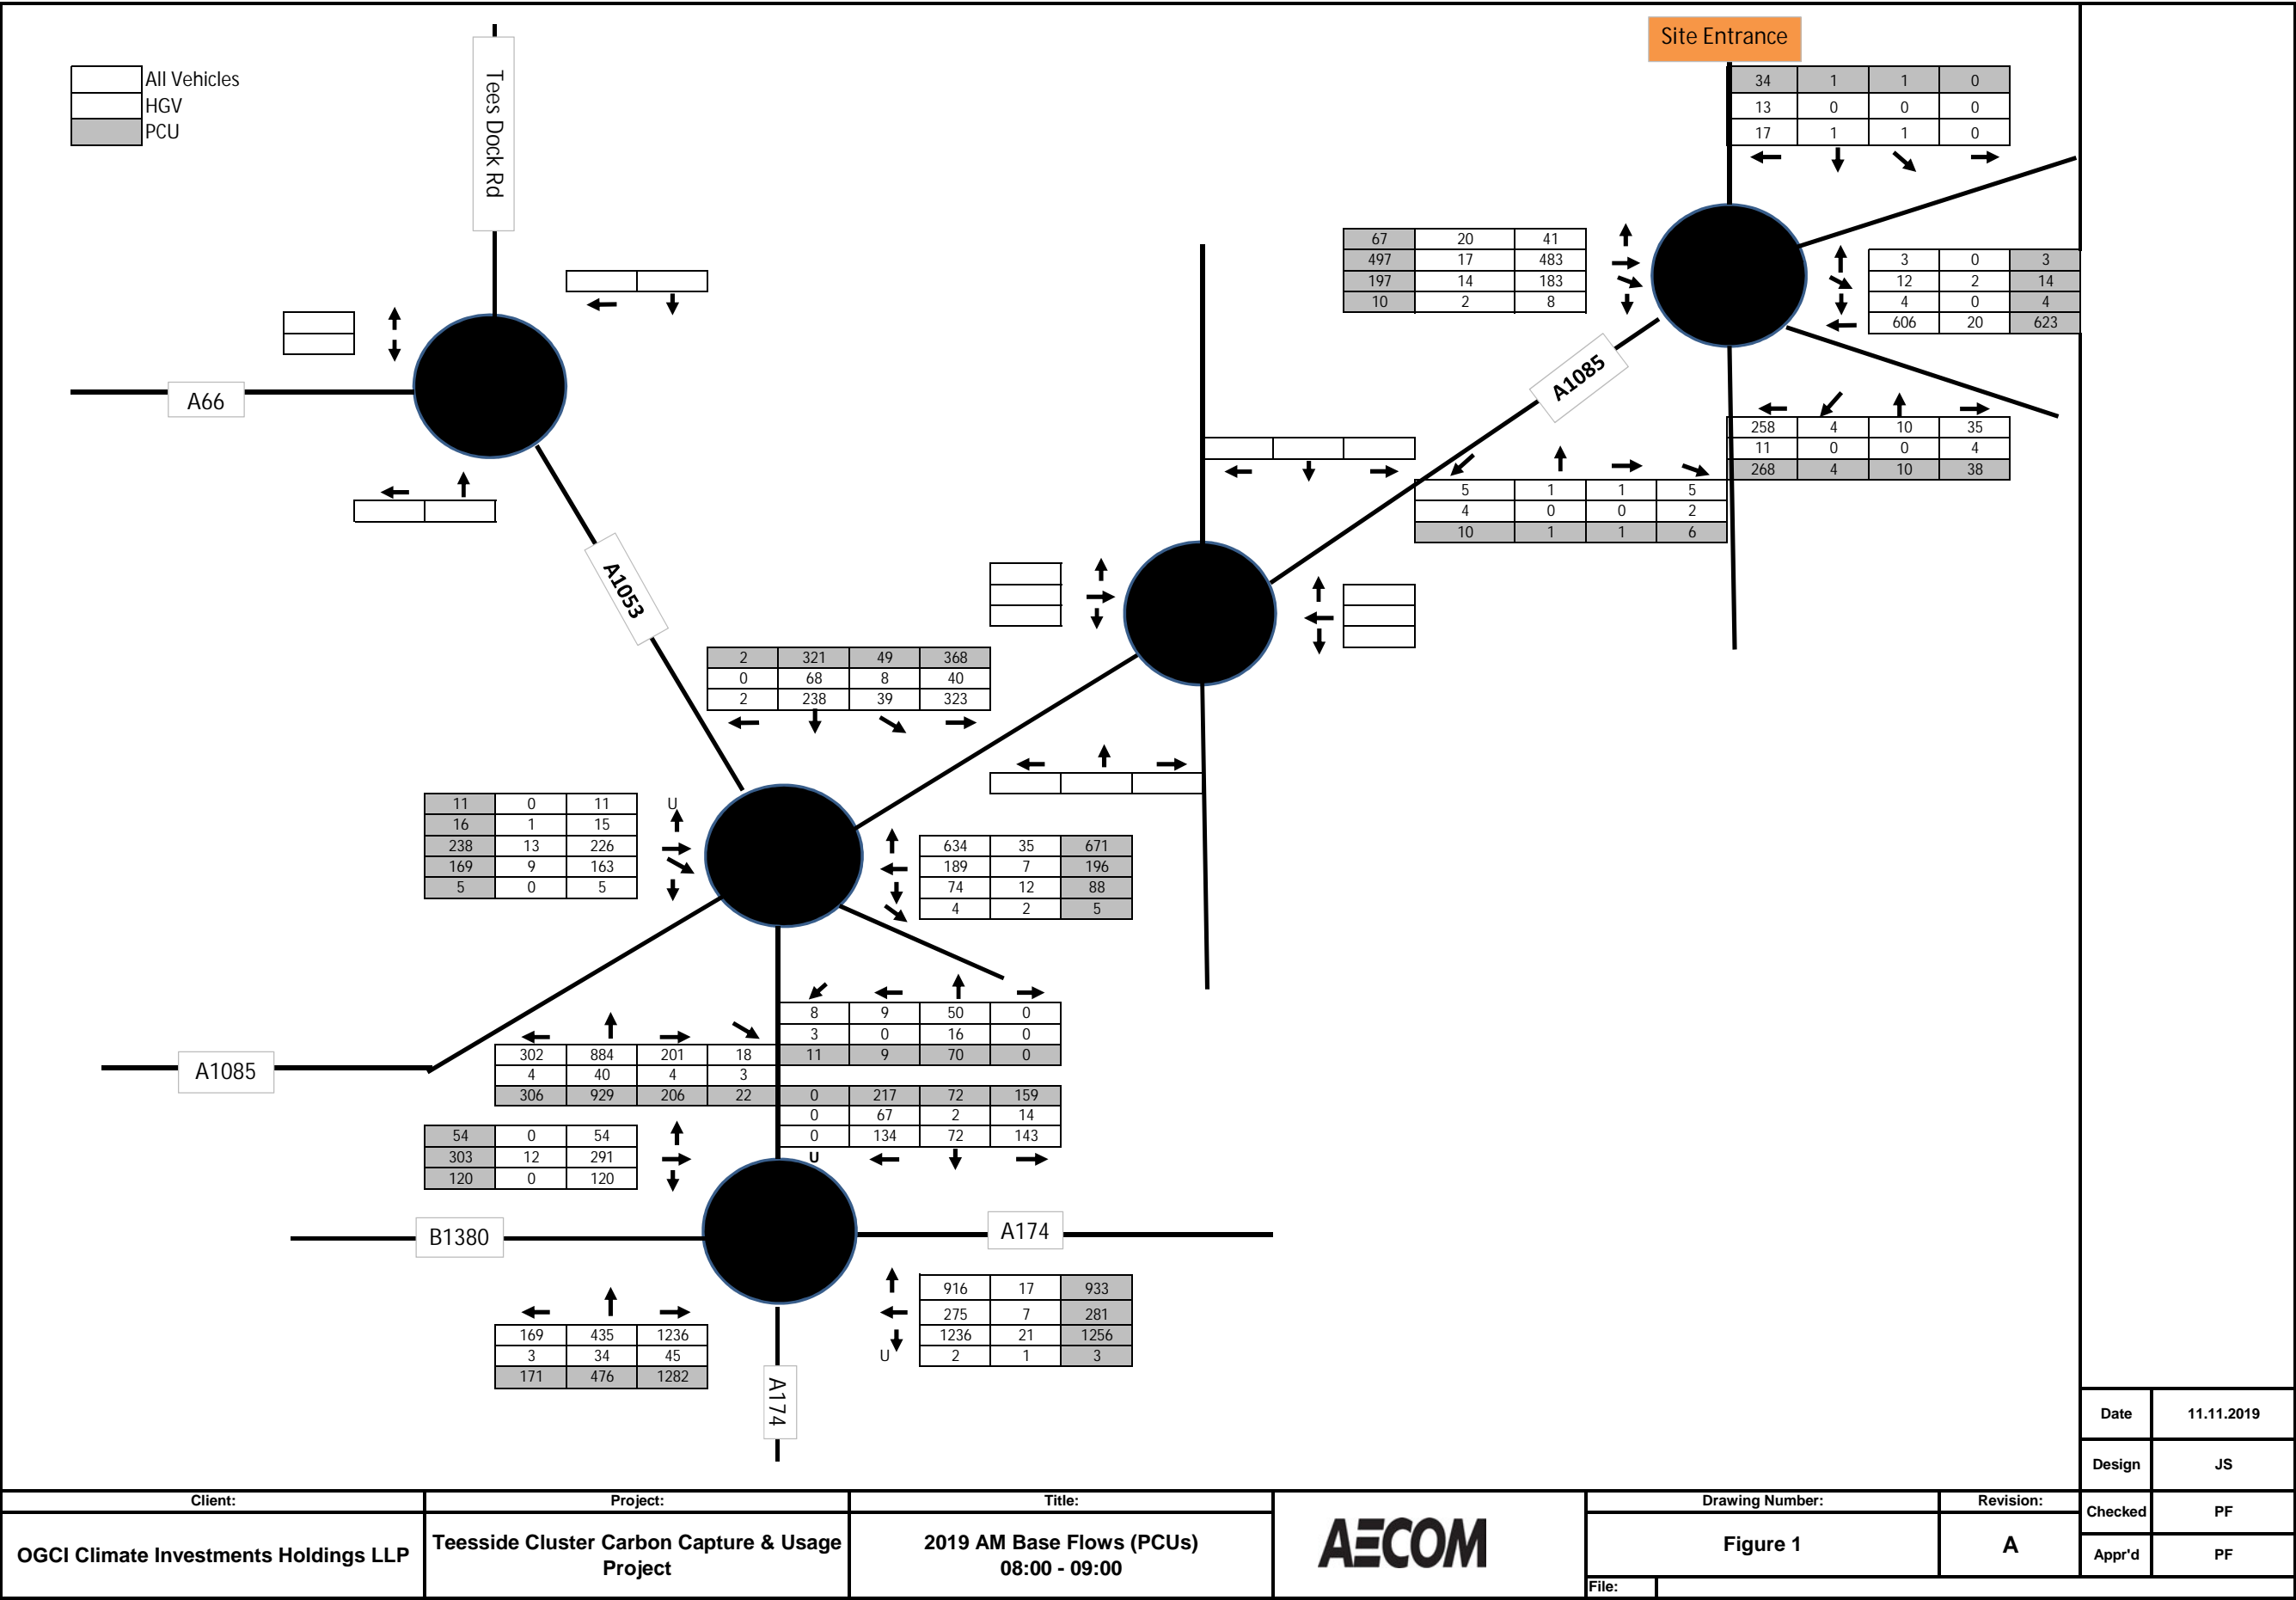 Site Entrance
All Vehicles
HGV
PCU
Tees Dock Rd
34 1 1 0
13 0 0 0
17 1 1 0
67 20 41
497 17 483
197 14 183
10 2 8
3 0 3
12 2 14
4 0 4
606 20 623
A66
A1085
258 4 10 35
11 0 0 4
268 4 10 38
5 1 1 5
4 0 0 2
10 1 1 6
A1053
2 321 49 368
0 68 8 40
2 238 39 323
11 0 11 U
16 1 15
238 13 226
169 9 163
5 0 5
634 35 671
189 7 196
74 12 88
4 2 5
8 9 50 0
3 0 16 0
11 9 70 0
302 884 201 18
4 40 4 3
306 929 206 22
A1085
0 217 72 159
0 67 2 14
0 134 72 143
U
54 0 54
303 12 291
120 0 120
B1380
A174
916 17 933
275 7 281
1236 21 1256
U 2 1 3
169 435 1236
3 34 45
171 476 1282
A174
Date 11.11.2019
Design JS
Checked PF
Appr'd PF
Client:
OGCI Climate Investments Holdings LLP
Project:
Teesside Cluster Carbon Capture & Usage
Project
Title:
2019 AM Base Flows (PCUs)
08:00 - 09:00
AECOM
Drawing Number:
Figure 1
Revision:
A
File: